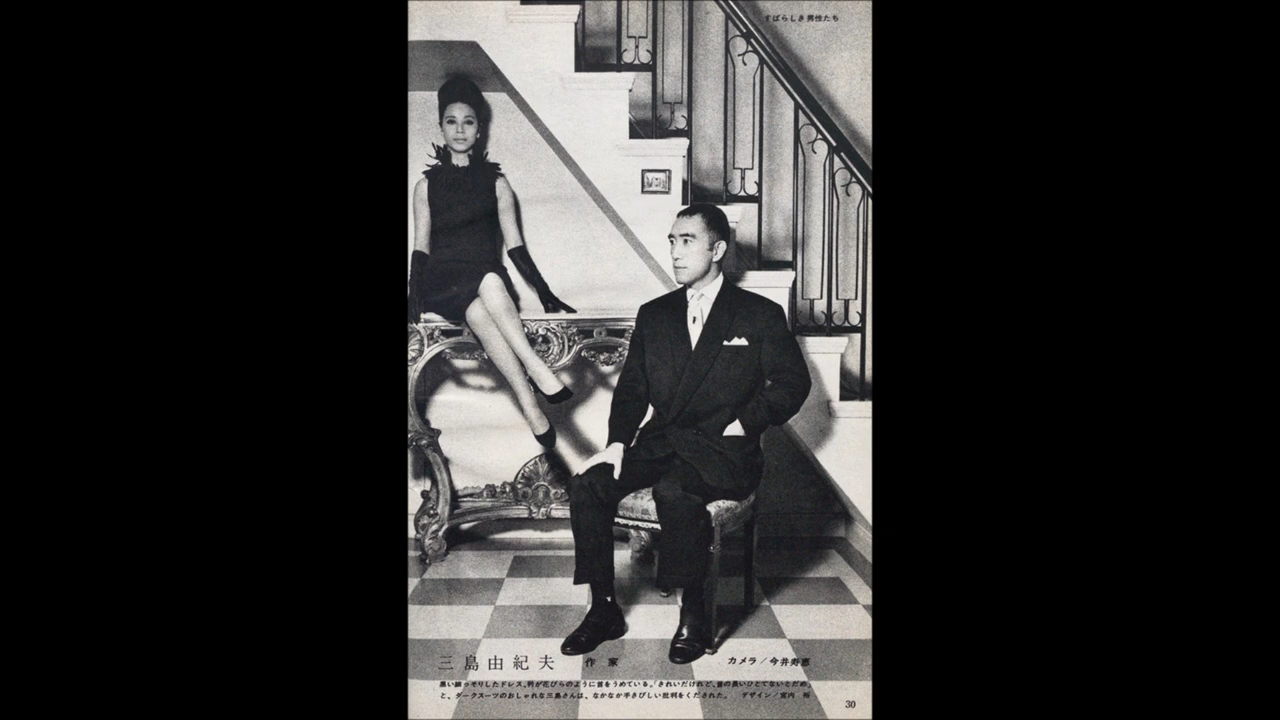 すばらしき男性たち
三島由紀夫 作家
カメラ/今井寿恵
黒い細っそりしたドレス。衿が花びらのように首をうめている。「きれいだけれど、首の長いひとでないとだめ」
と、ダークスーツのおしゃれな三島さんは、なかなか手きびしい批判をくだされた。 デザイン/宮内 裕
30